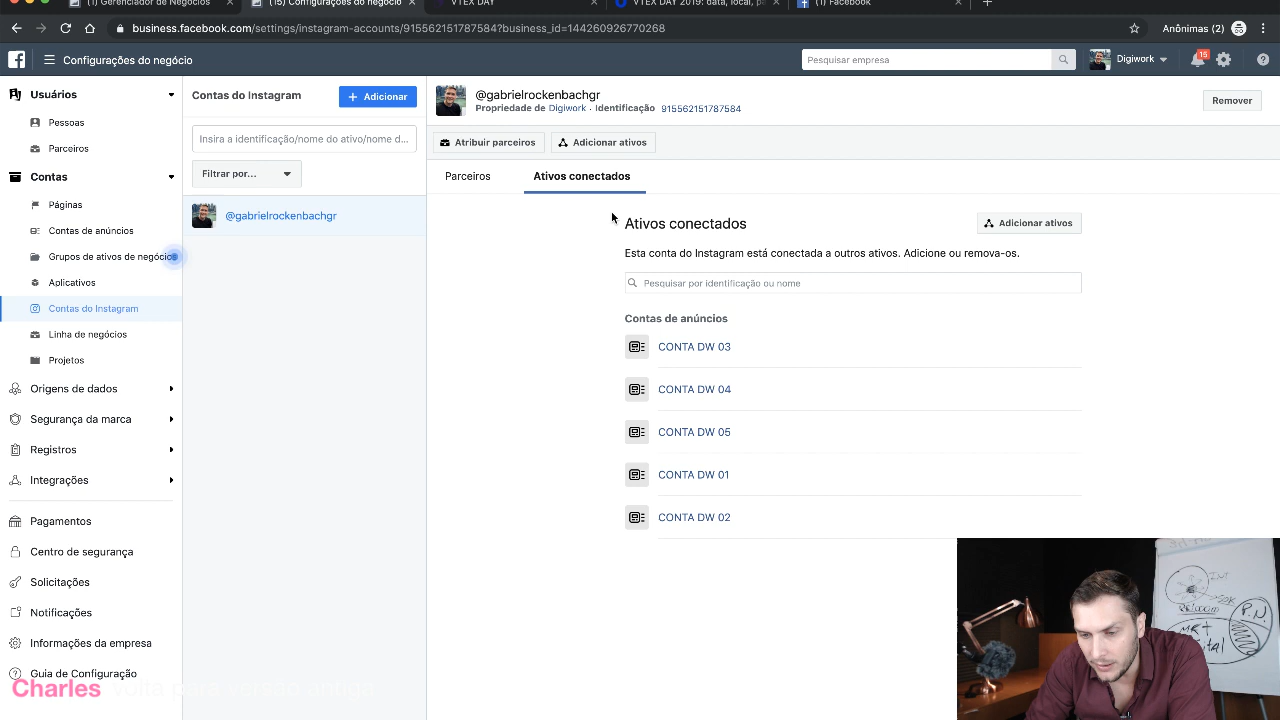 (1) Gerenciador de Negócios
(15) Configurações do negócio
VTEX DAY
VTEX DAY 2019: data, local, p
(1) Facebook
business.facebook.com/settings/instagram-accounts/915562151787584?business_id=144260926770268
Anônimas (2)
Configurações do negócio
Pesquisar empresa
Digiwork
15
Usuários
Pessoas
Parceiros
Contas
Páginas
Contas de anúncios
Grupos de ativos de negócios
Aplicativos
Contas do Instagram
Linha de negócios
Projetos
Origens de dados
Segurança da marca
Registros
Integrações
Pagamentos
Centro de segurança
Solicitações
Notificações
Informações da empresa
Guia de Configuração
Charles volta para versão antiga
Contas do Instagram
+ Adicionar
Insira a identificação/nome do ativo/nome d...
Filtrar por...
@gabrielrockenbachgr
@gabrielrockenbachgr
Propriedade de Digiwork · Identificação 915562151787584
Remover
Atribuir parceiros
Adicionar ativos
Parceiros
Ativos conectados
Ativos conectados
Adicionar ativos
Esta conta do Instagram está conectada a outros ativos. Adicione ou remova-os.
Pesquisar por identificação ou nome
Contas de anúncios
CONTA DW 03
CONTA DW 04
CONTA DW 05
CONTA DW 01
CONTA DW 02
P.N.